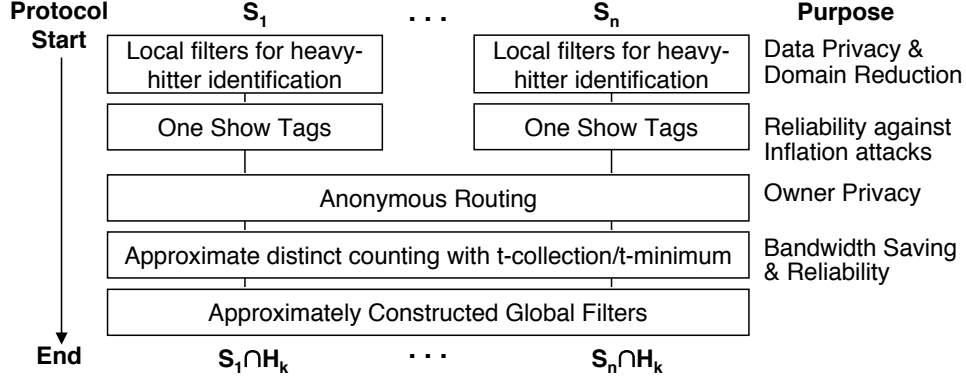 Protocol S1 . . . Sn Purpose
Start
Local filters for heavy-
hitter identification
Local filters for heavy-
hitter identification
Data Privacy &
Domain Reduction
One Show Tags
One Show Tags
Reliability against
Inflation attacks
Anonymous Routing
Owner Privacy
Approximate distinct counting with t-collection/t-minimum
Bandwidth Saving
& Reliability
Approximately Constructed Global Filters
End S1∩Hk . . . Sn∩Hk